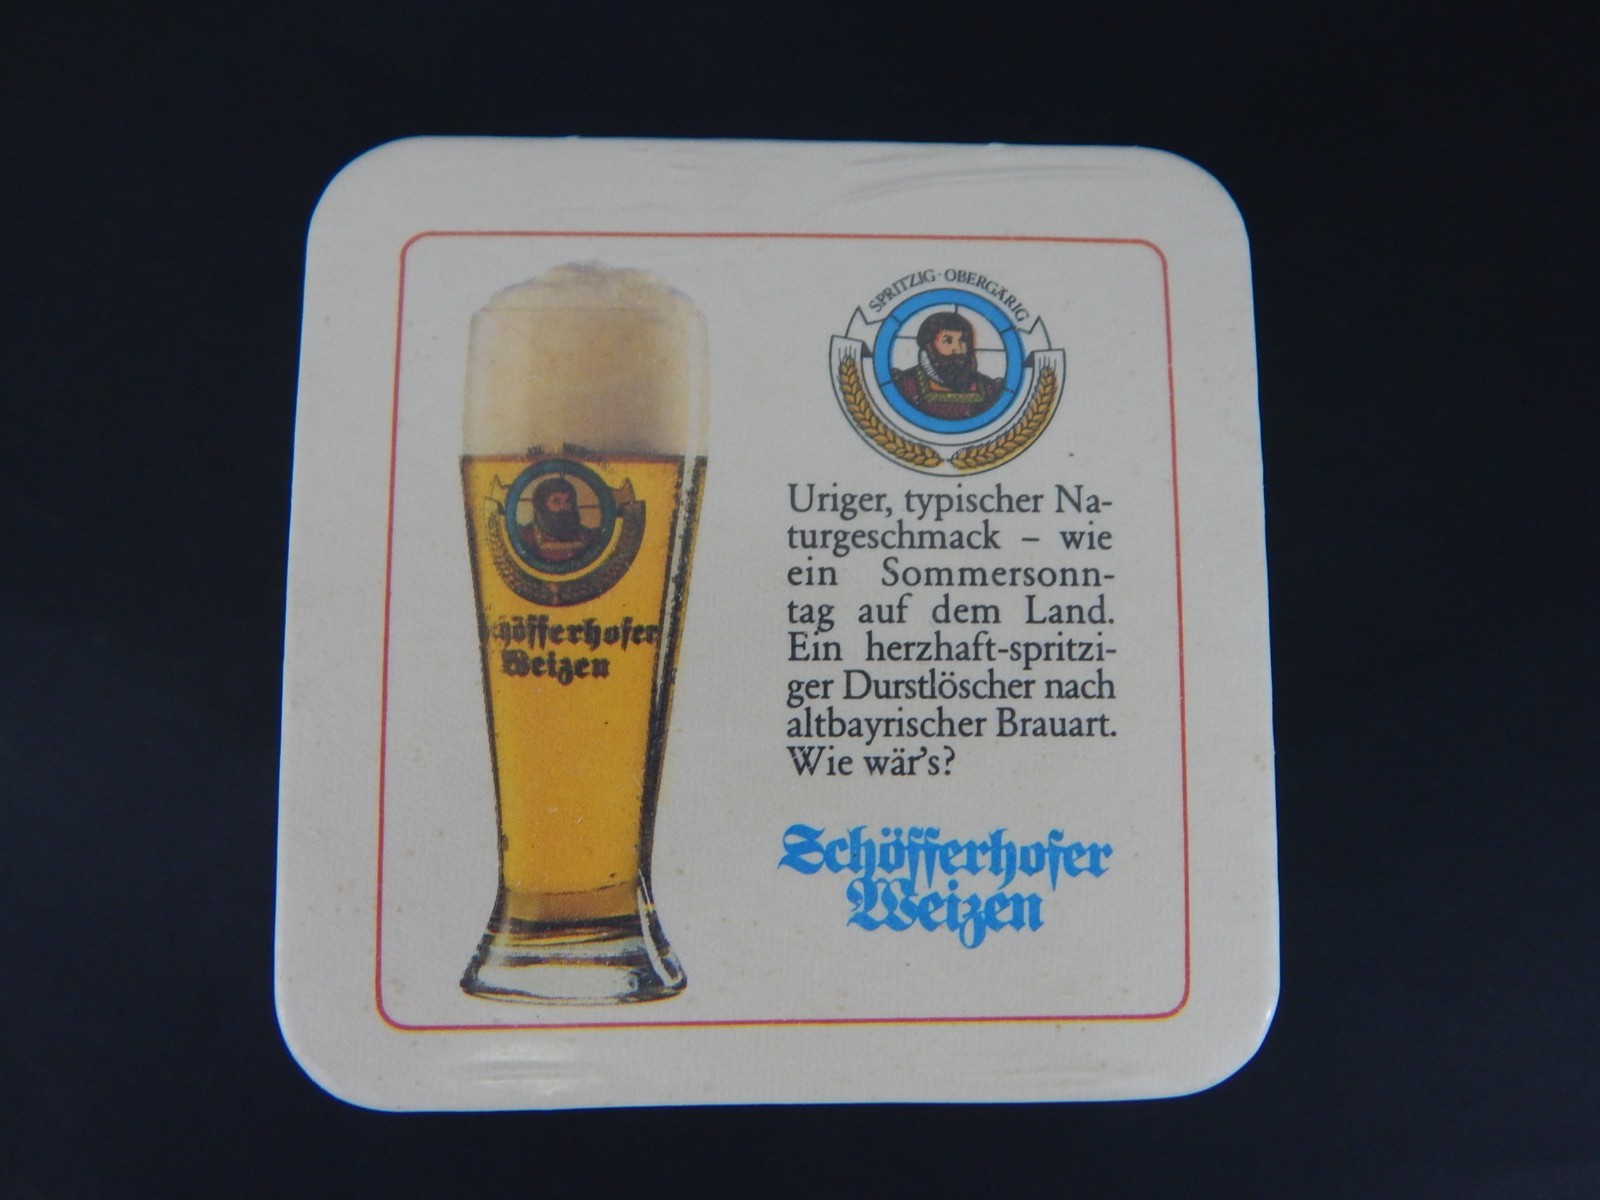 SPRITZIG · OBERGÄRIG
Uriger, typischer Na-
turgeschmack – wie
ein Sommersonn-
tag auf dem Land.
Ein herzhaft-spritzi-
ger Durstlöscher nach
altbayrischer Brauart.
Wie wär's?
Schöfferhofer
Weizen
Schöfferhofer
Weizen